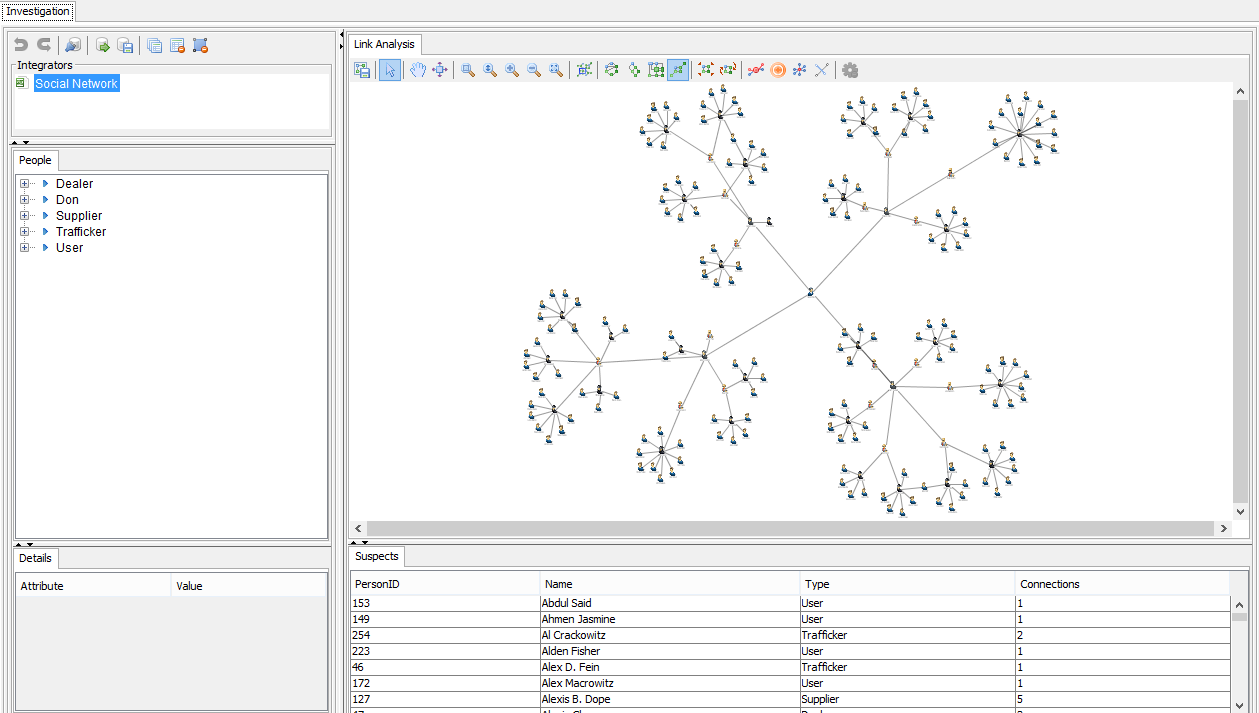 Investigation
Integrators
Social Network
People
Dealer
Don
Supplier
Trafficker
User
Details
Attribute Value
Link Analysis
Suspects
PersonID Name Type Connections
153 Abdul Said User 1
149 Ahmen Jasmine User 1
254 Al Crackowitz Trafficker 2
223 Alden Fisher User 1
46 Alex D. Fein Trafficker 1
172 Alex Macrowitz User 1
127 Alexis B. Dope Supplier 5